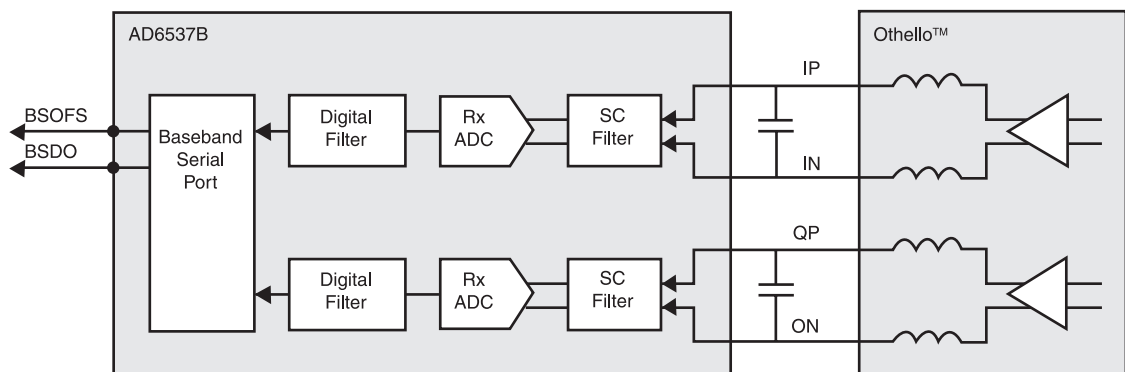 AD6537B
Othello™
BSOFS
BSDO
Baseband
Serial
Port
Digital
Filter
Rx
ADC
SC
Filter
IP
IN
Digital
Filter
Rx
ADC
SC
Filter
QP
ON